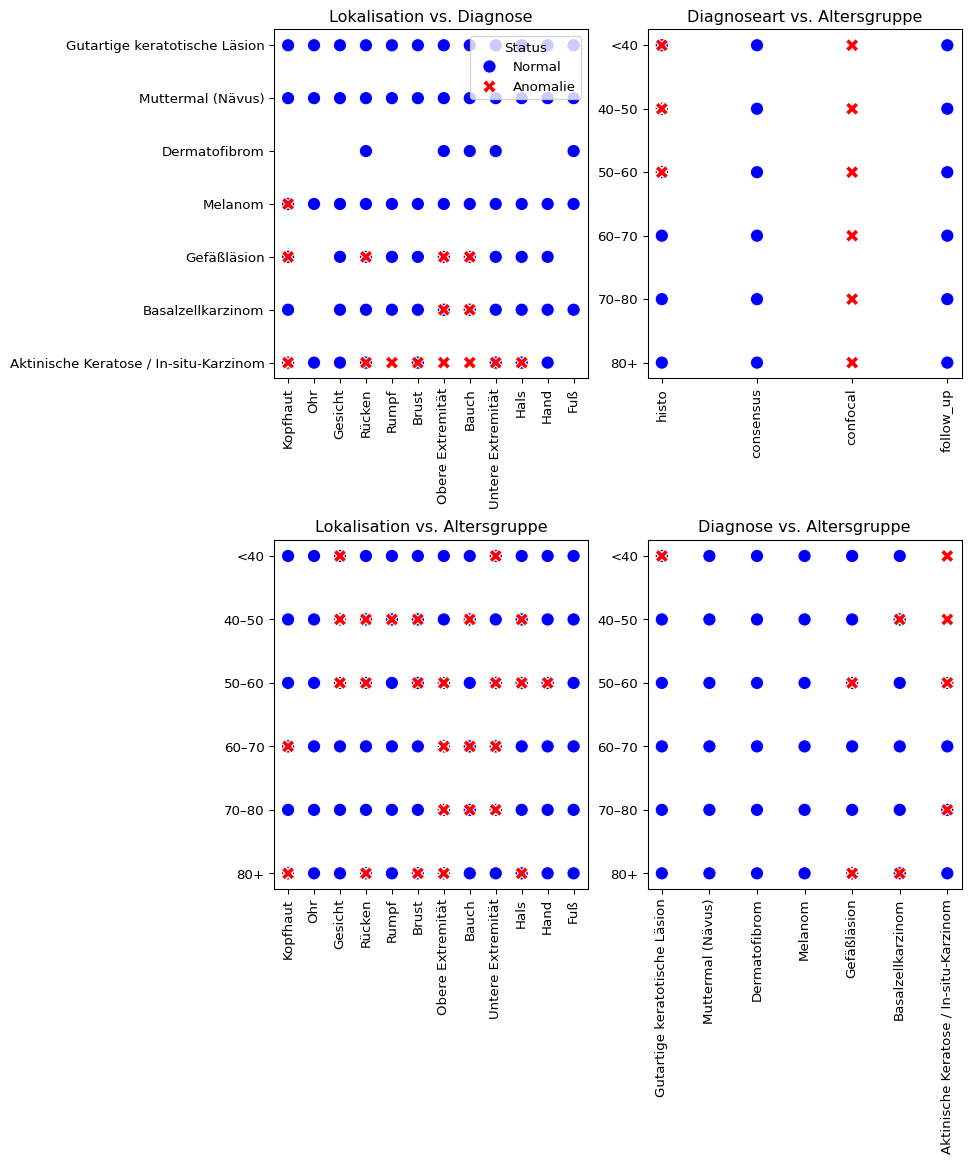 Lokalisation vs. Diagnose
Gutartige keratotische Läsion
Muttermal (Nävus)
Dermatofibrom
Melanom
Gefäßläsion
Basalzellkarzinom
Aktinische Keratose / In-situ-Karzinom
Status
Normal
Anomalie
Kopfhaut
Ohr
Gesicht
Rücken
Rumpf
Brust
Obere Extremität
Bauch
Untere Extremität
Hals
Hand
Fuß
Diagnoseart vs. Altersgruppe
<40
40–50
50–60
60–70
70–80
80+
histo
consensus
confocal
follow_up
Lokalisation vs. Altersgruppe
<40
40–50
50–60
60–70
70–80
80+
Kopfhaut
Ohr
Gesicht
Rücken
Rumpf
Brust
Obere Extremität
Bauch
Untere Extremität
Hals
Hand
Fuß
Diagnose vs. Altersgruppe
<40
40–50
50–60
60–70
70–80
80+
Gutartige keratotische Läsion
Muttermal (Nävus)
Dermatofibrom
Melanom
Gefäßläsion
Basalzellkarzinom
Aktinische Keratose / In-situ-Karzinom